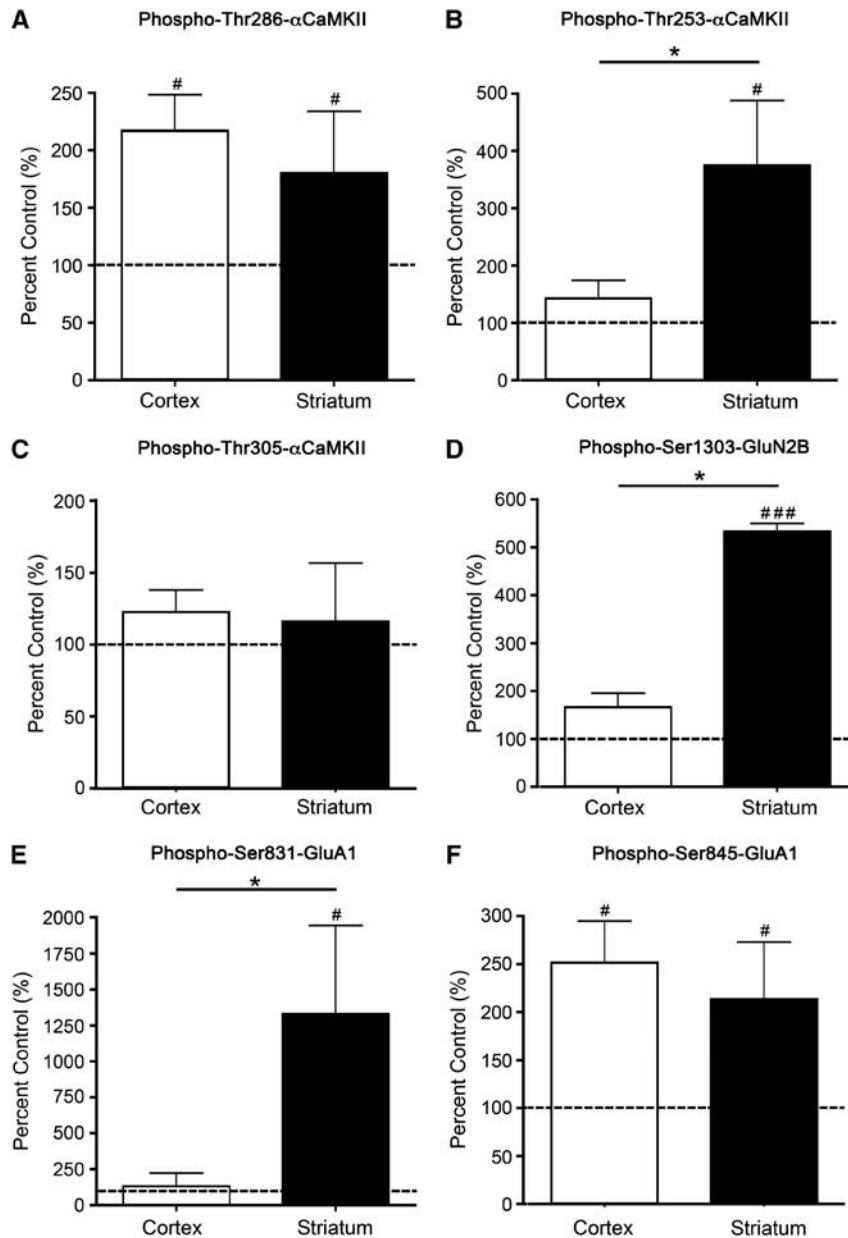 A Phospho-Thr286-αCaMKII
Percent Control (%)
250
200
150
100
50
0
# #
Cortex Striatum
B Phospho-Thr253-αCaMKII
*
Percent Control (%)
500
400
300
200
100
0
#
Cortex Striatum
C Phospho-Thr305-αCaMKII
Percent Control (%)
200
150
100
50
0
Cortex Striatum
D Phospho-Ser1303-GluN2B
*
Percent Control (%)
600
500
400
300
200
100
0
###
Cortex Striatum
E Phospho-Ser831-GluA1
*
Percent Control (%)
2000
1750
1500
1250
1000
750
500
250
0
#
Cortex Striatum
F Phospho-Ser845-GluA1
Percent Control (%)
300
250
200
150
100
50
0
# #
Cortex Striatum